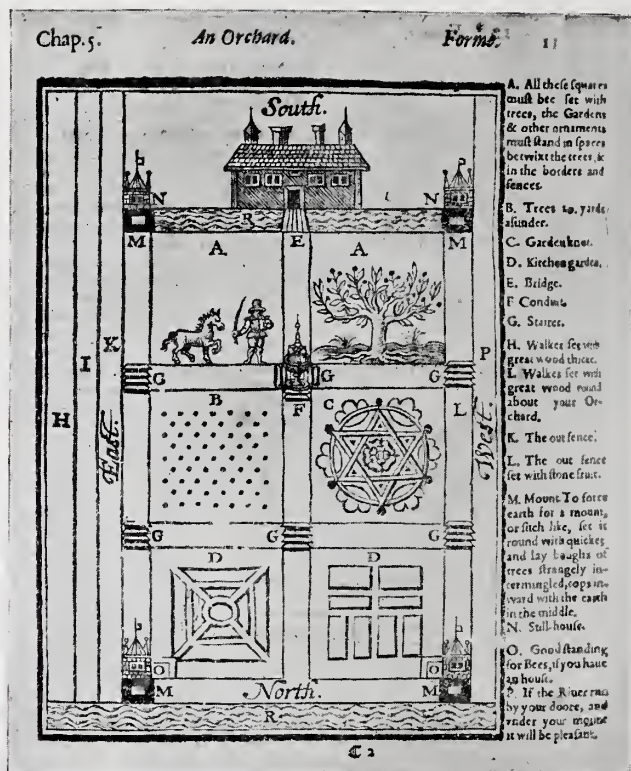 Chap. 5.
An Orchard.
Forms.
11
South.
N
N
R
M
E
M
A
A
K
I
H
P
G
G
G
East.
B
F
C
L
West.
G
G
G
D
D
O
O
M
North.
M
R
C 2
A. All theſe ſquares
muſt bee ſet with
trees, the Gardens
& other ornaments
muſt ſtand in ſpaces
betwixt the trees, &
in the borders and
fences.
B. Trees 20. yards
aſunder.
C. Garden knot.
D. Kitchen garden.
E. Bridge.
F Conduit.
G. Staires.
H. Walkes ſet with
great wood thicke.
I. Walkes ſet with
great wood round
about your Or-
chard.
K. The out fence.
L. The out fence
ſet with ſtone fruit.
M. Mount. To force
earth for a mount,
or ſuch like, ſet it
round with quicke,
and lay boughs of
trees ſtrangely in-
termingled, tops in-
ward with the earth
in the middle.
N. Still-houſe.
O. Good ſtanding
for Bees, if you haue
an houſe.
P. If the Riuer run
by your doore, and
vnder your mount
it will be pleaſant.